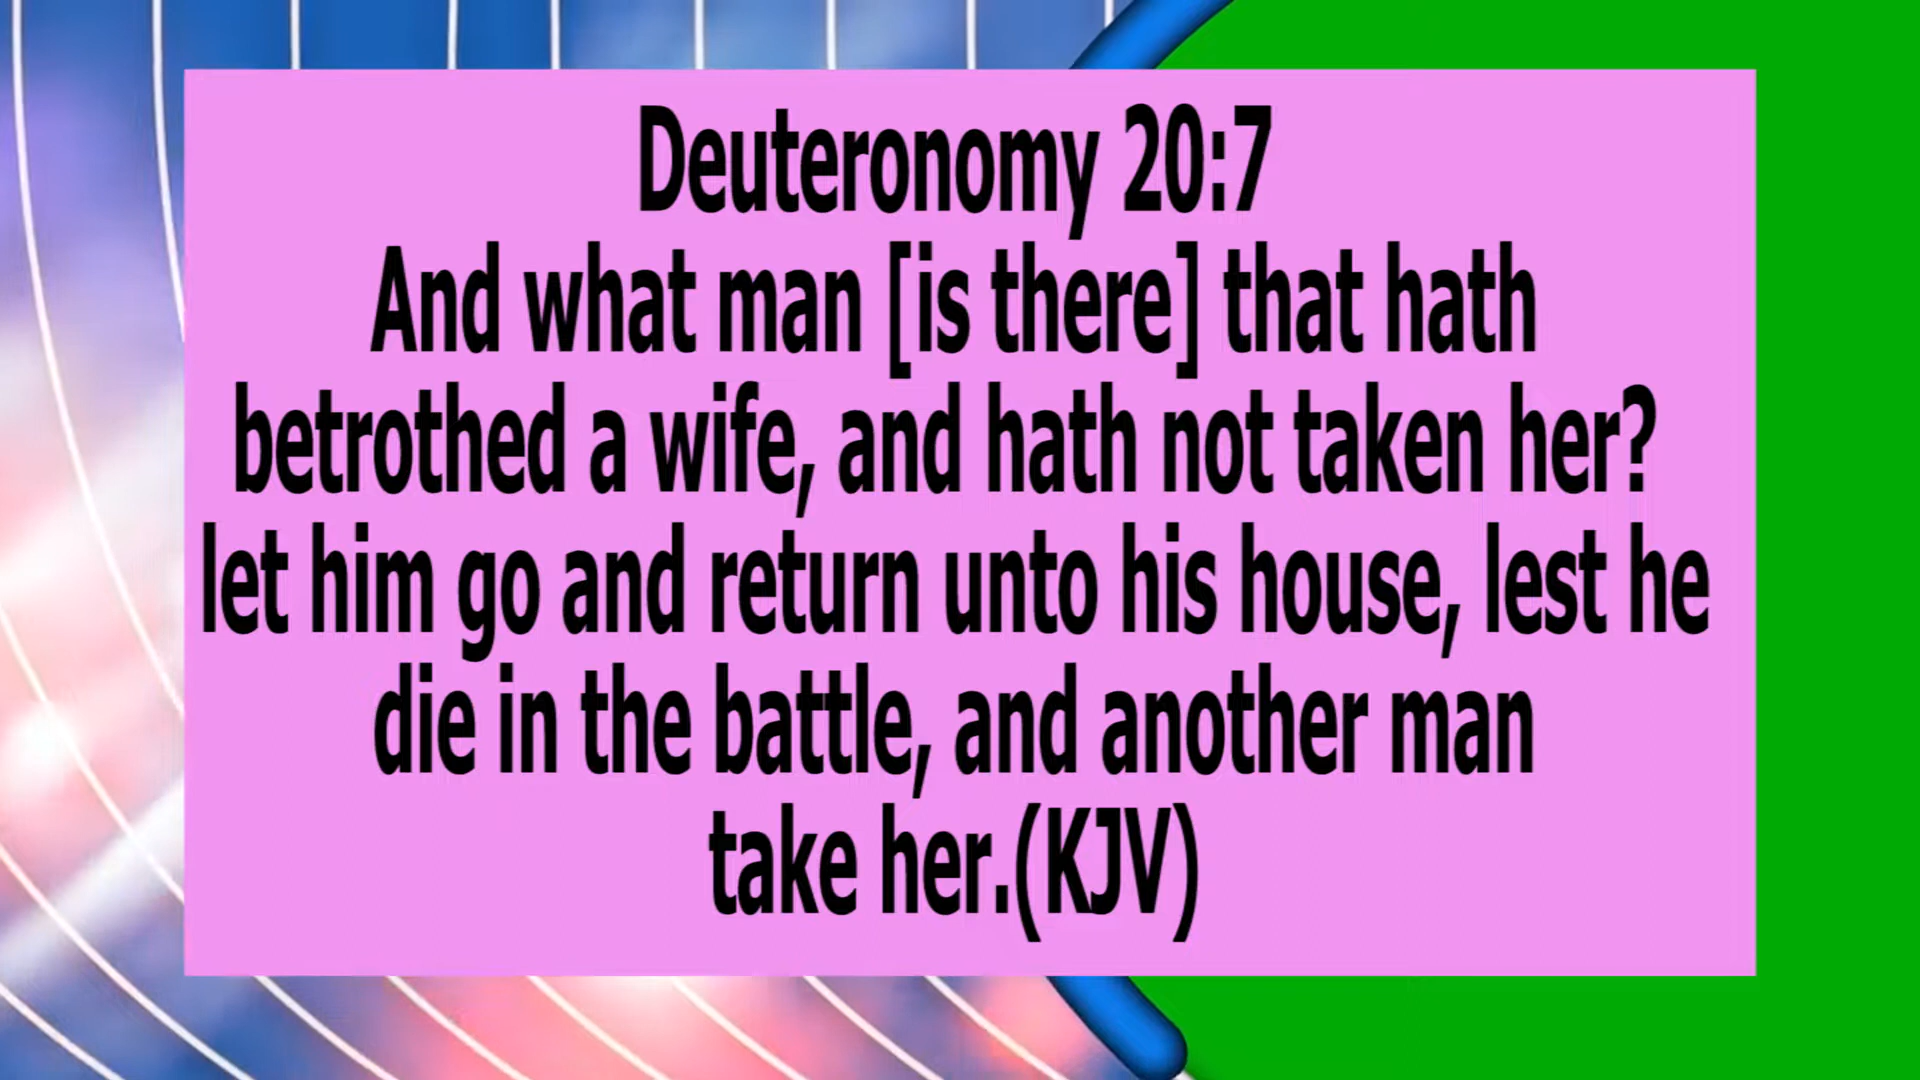 Deuteronomy 20:7
And what man [is there] that hath
betrothed a wife, and hath not taken her?
let him go and return unto his house, lest he
die in the battle, and another man
take her.(KJV)